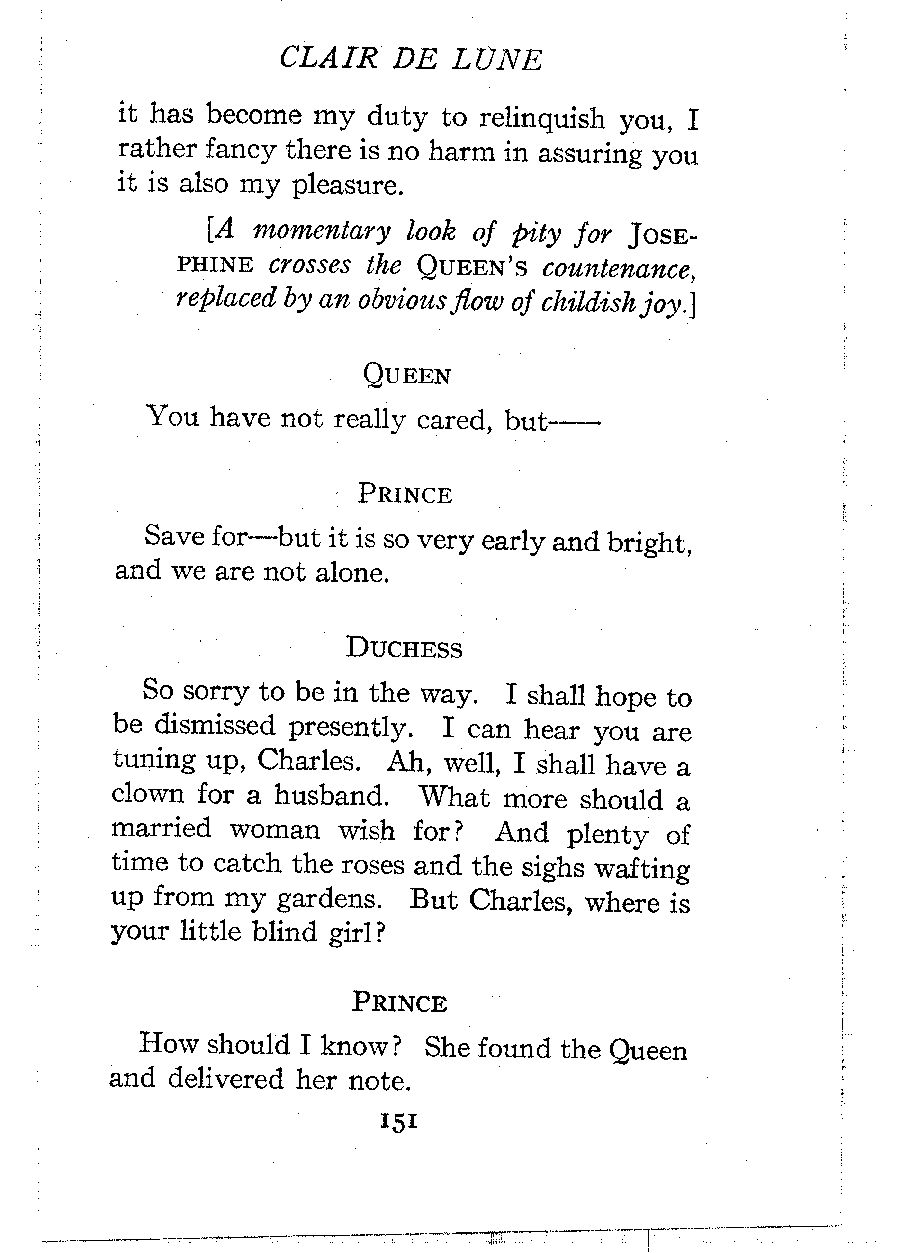 CLAIR DE LUNE
it has become my duty to relinquish you, I
rather fancy there is no harm in assuring you
it is also my pleasure.
[A momentary look of pity for JOSE-
PHINE crosses the QUEEN'S countenance,
replaced by an obvious flow of childish joy.]
QUEEN
You have not really cared, but——
PRINCE
Save for—but it is so very early and bright,
and we are not alone.
DUCHESS
So sorry to be in the way. I shall hope to
be dismissed presently. I can hear you are
tuning up, Charles. Ah, well, I shall have a
clown for a husband. What more should a
married woman wish for? And plenty of
time to catch the roses and the sighs wafting
up from my gardens. But Charles, where is
your little blind girl?
PRINCE
How should I know? She found the Queen
and delivered her note.
151